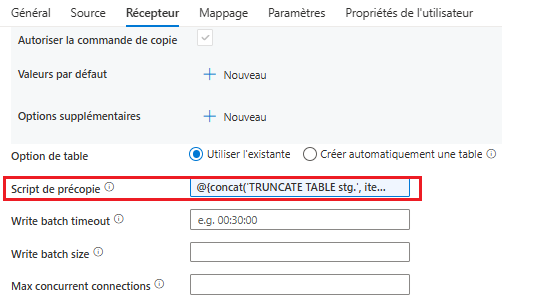 Général Source Récepteur Mappage Paramètres Propriétés de l'utilisateur
Autoriser la commande de copie
Valeurs par défaut + Nouveau
Options supplémentaires + Nouveau
Option de table Utiliser l'existante Créer automatiquement une table
Script de précopie @{concat('TRUNCATE TABLE stg.', ite...
Write batch timeout e.g. 00:30:00
Write batch size
Max concurrent connections